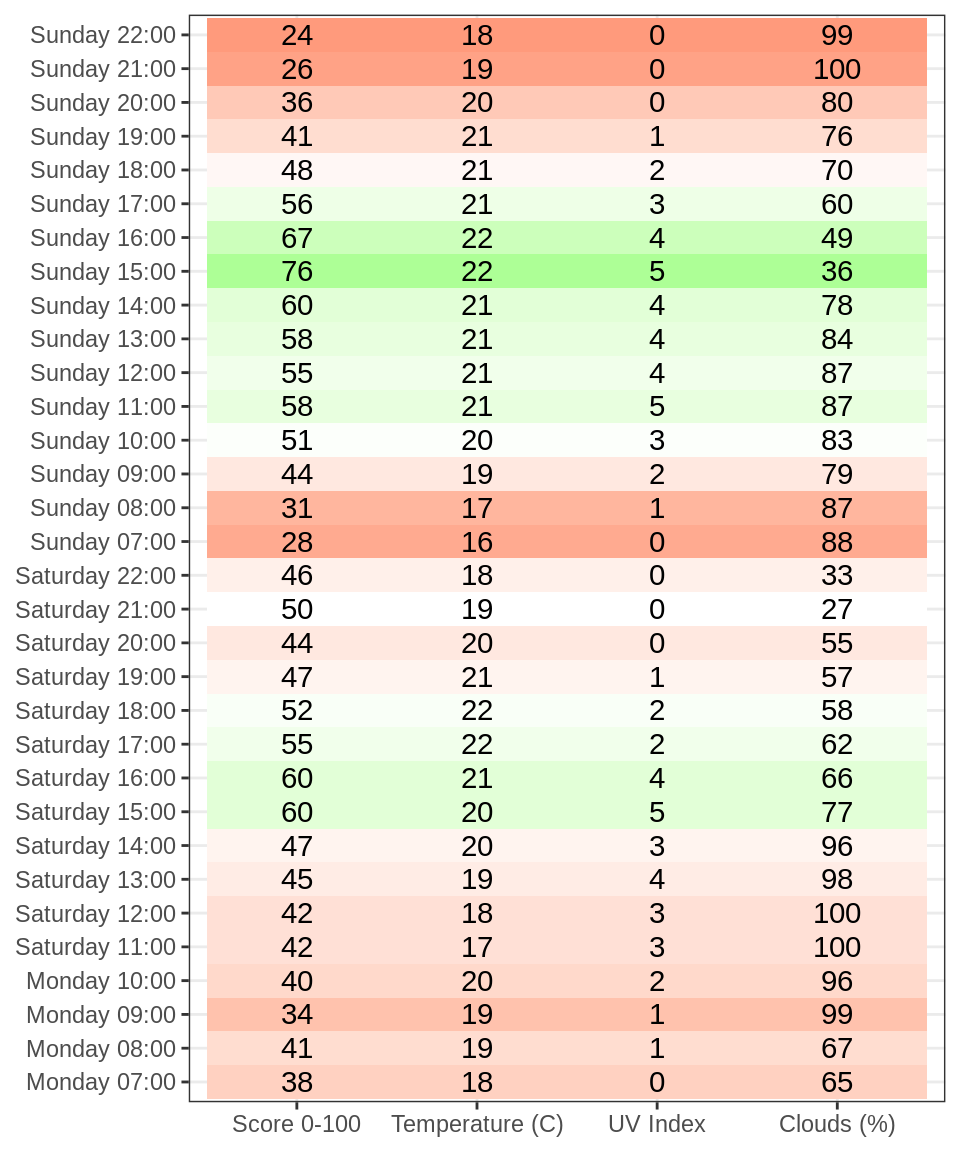 Sunday 22:00 24 18 0 99
Sunday 21:00 26 19 0 100
Sunday 20:00 36 20 0 80
Sunday 19:00 41 21 1 76
Sunday 18:00 48 21 2 70
Sunday 17:00 56 21 3 60
Sunday 16:00 67 22 4 49
Sunday 15:00 76 22 5 36
Sunday 14:00 60 21 4 78
Sunday 13:00 58 21 4 84
Sunday 12:00 55 21 4 87
Sunday 11:00 58 21 5 87
Sunday 10:00 51 20 3 83
Sunday 09:00 44 19 2 79
Sunday 08:00 31 17 1 87
Sunday 07:00 28 16 0 88
Saturday 22:00 46 18 0 33
Saturday 21:00 50 19 0 27
Saturday 20:00 44 20 0 55
Saturday 19:00 47 21 1 57
Saturday 18:00 52 22 2 58
Saturday 17:00 55 22 2 62
Saturday 16:00 60 21 4 66
Saturday 15:00 60 20 5 77
Saturday 14:00 47 20 3 96
Saturday 13:00 45 19 4 98
Saturday 12:00 42 18 3 100
Saturday 11:00 42 17 3 100
Monday 10:00 40 20 2 96
Monday 09:00 34 19 1 99
Monday 08:00 41 19 1 67
Monday 07:00 38 18 0 65
Score 0-100 Temperature (C) UV Index Clouds (%)